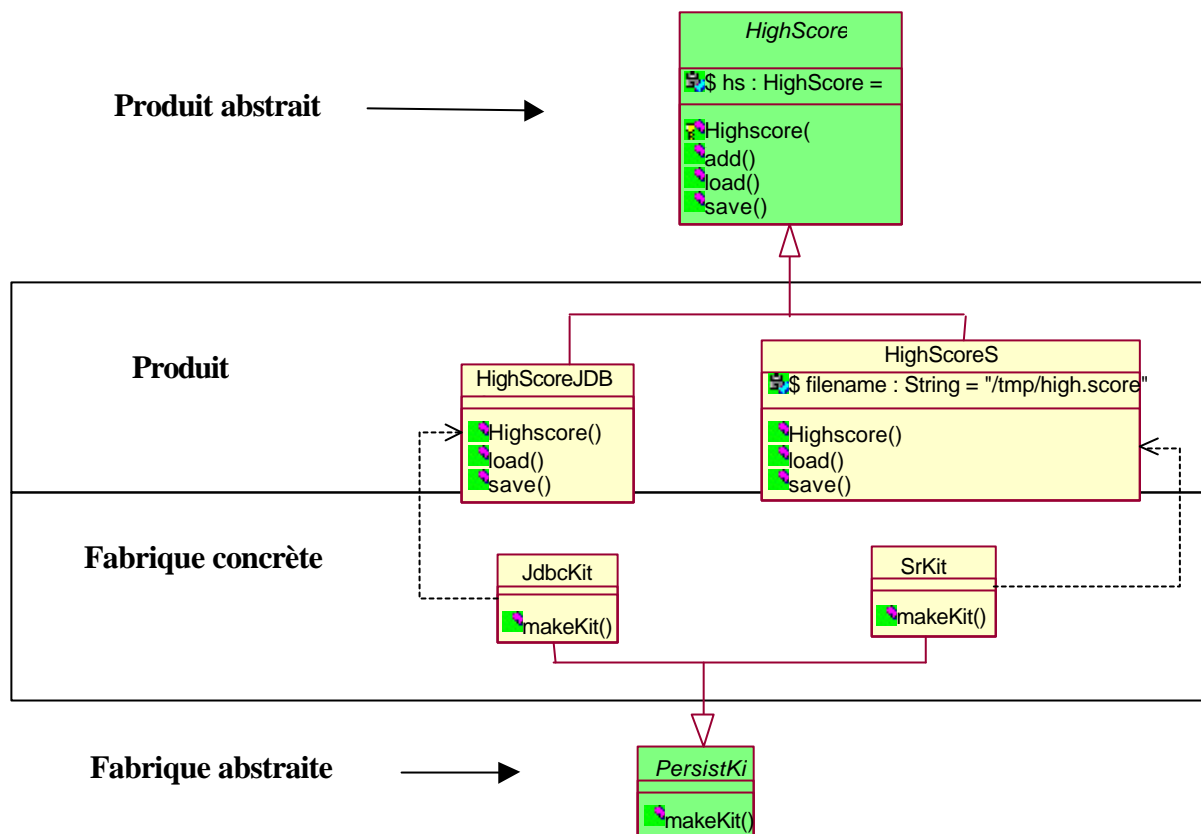 HighScore
$ hs : HighScore =
Highscore(
add()
load()
save()
Produit abstrait
Produit
HighScoreJDB
Highscore()
load()
save()
HighScoreS
$ filename : String = "/tmp/high.score"
Highscore()
load()
save()
Fabrique concrète
JdbcKit
makeKit()
SrKit
makeKit()
Fabrique abstraite
PersistKi
makeKit()